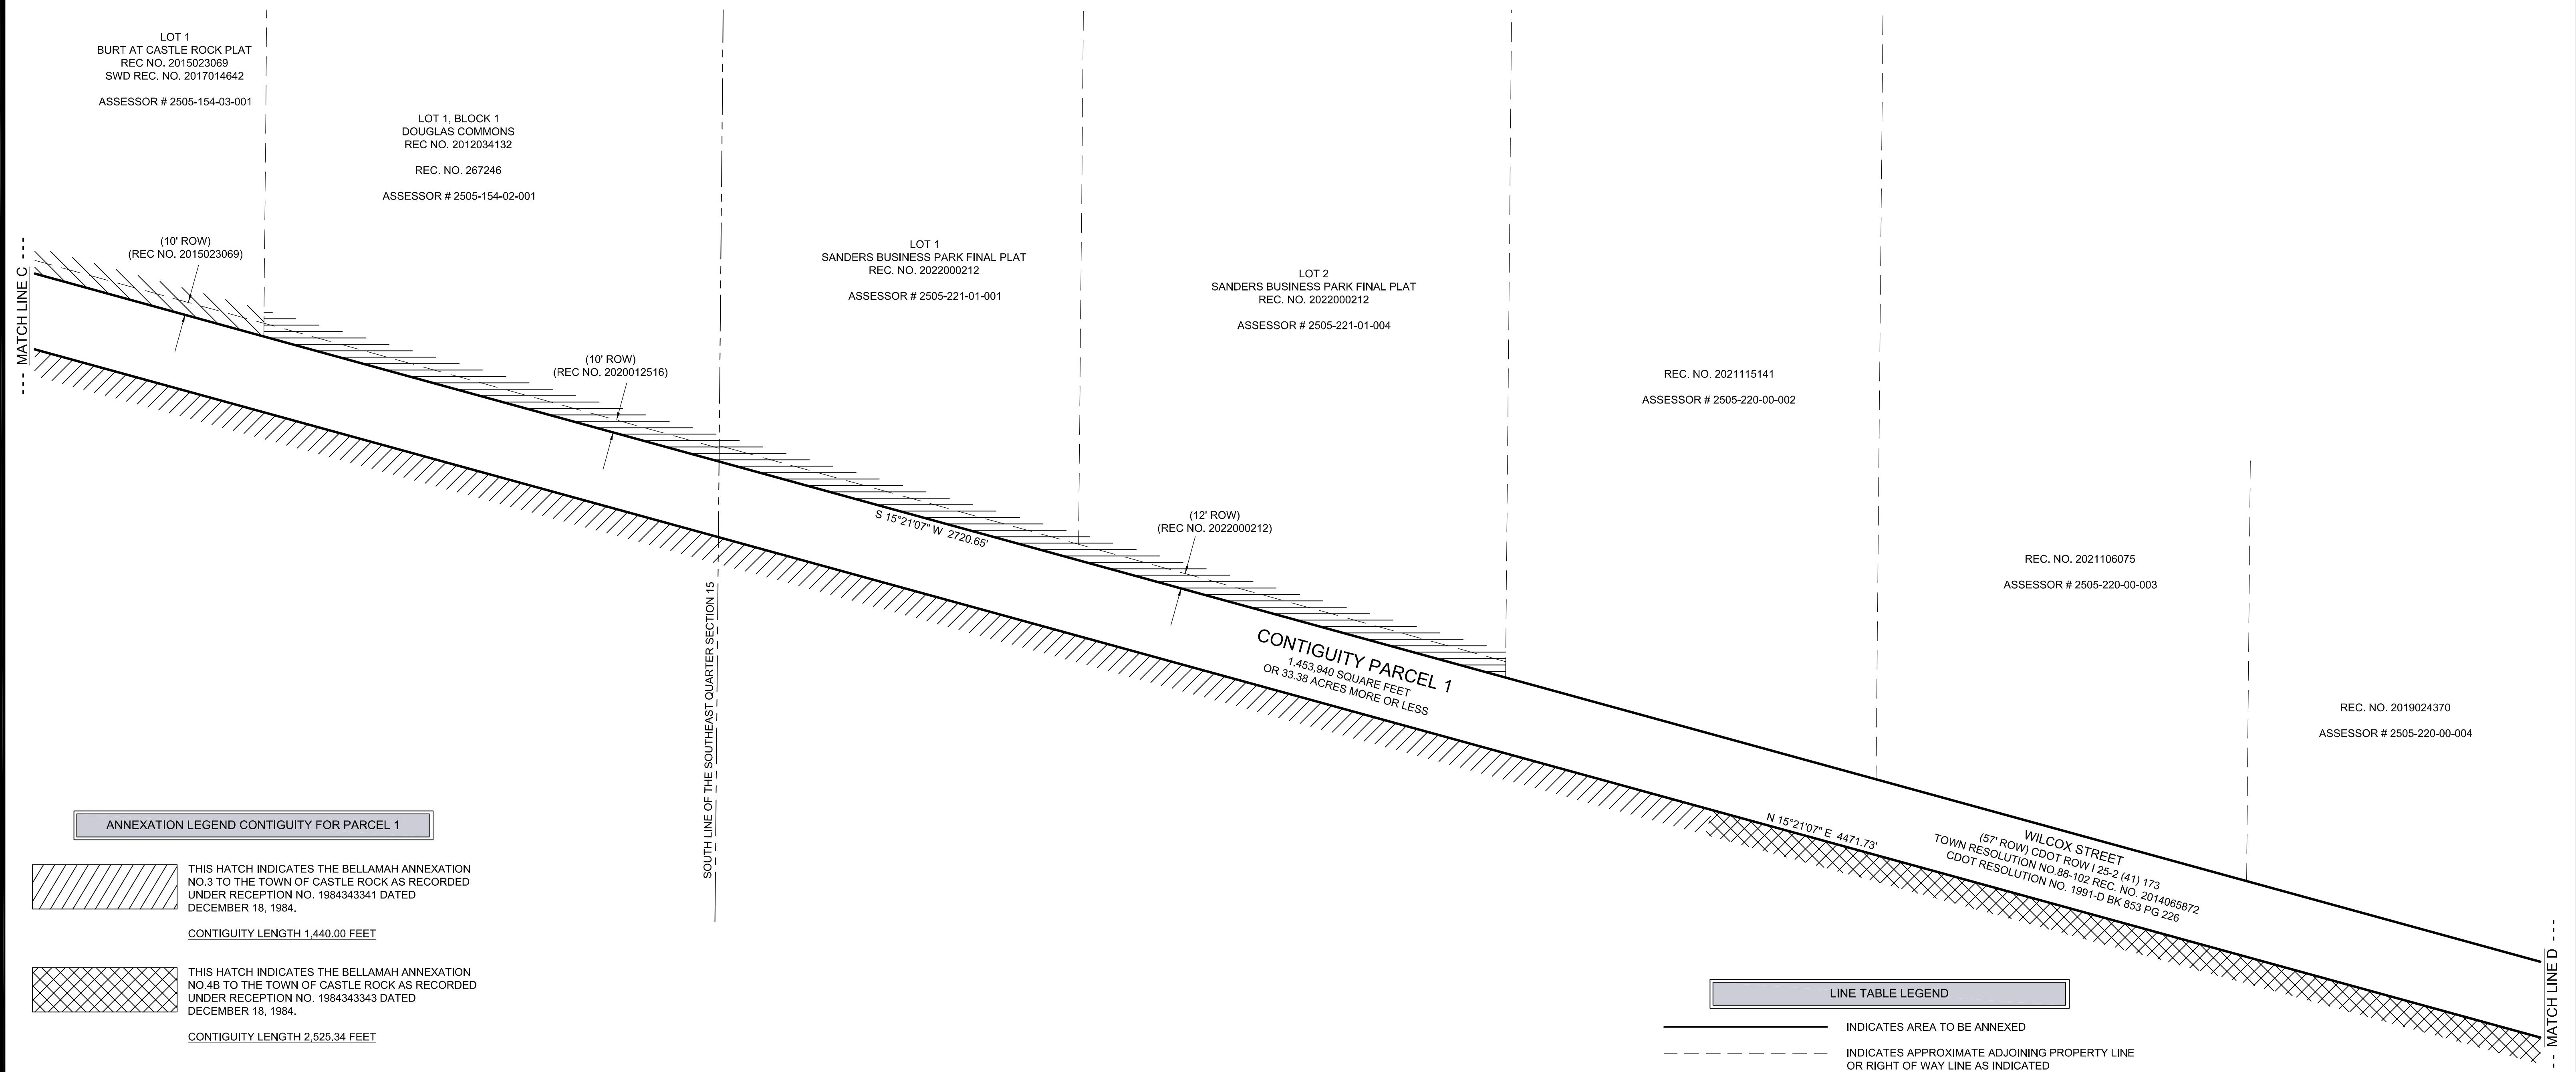 LOT 1
BURT AT CASTLE ROCK PLAT
REC NO. 2015023069
SWD REC. NO. 2017014642
ASSESSOR # 2505-154-03-001
LOT 1, BLOCK 1
DOUGLAS COMMONS
REC NO. 2012034132
REC. NO. 267246
ASSESSOR # 2505-154-02-001
(10' ROW)
(REC NO. 2015023069)
--- MATCH LINE C ---
(10' ROW)
(REC NO. 2020012516)
LOT 1
SANDERS BUSINESS PARK FINAL PLAT
REC. NO. 2022000212
ASSESSOR # 2505-221-01-001
LOT 2
SANDERS BUSINESS PARK FINAL PLAT
REC. NO. 2022000212
ASSESSOR # 2505-221-01-004
REC. NO. 2021115141
ASSESSOR # 2505-220-00-002
S 15°21'07" W 2720.65'
(12' ROW)
(REC NO. 2022000212)
REC. NO. 2021106075
ASSESSOR # 2505-220-00-003
REC. NO. 2019024370
ASSESSOR # 2505-220-00-004
SOUTH LINE OF THE SOUTHEAST QUARTER SECTION 15
CONTIGUITY PARCEL 1
1,453,940 SQUARE FEET
OR 33.38 ACRES MORE OR LESS
N 15°21'07" E 4471.73'
WILCOX STREET
(57' ROW) CDOT ROW I 25-2 (41) 173
TOWN RESOLUTION NO.88-102 REC. NO. 2014065872
CDOT RESOLUTION NO. 1991-D BK 853 PG 226
--- MATCH LINE D ---
ANNEXATION LEGEND CONTIGUITY FOR PARCEL 1
THIS HATCH INDICATES THE BELLAMAH ANNEXATION
NO.3 TO THE TOWN OF CASTLE ROCK AS RECORDED
UNDER RECEPTION NO. 1984343341 DATED
DECEMBER 18, 1984.
CONTIGUITY LENGTH 1,440.00 FEET
THIS HATCH INDICATES THE BELLAMAH ANNEXATION
NO.4B TO THE TOWN OF CASTLE ROCK AS RECORDED
UNDER RECEPTION NO. 1984343343 DATED
DECEMBER 18, 1984.
CONTIGUITY LENGTH 2,525.34 FEET
LINE TABLE LEGEND
INDICATES AREA TO BE ANNEXED
INDICATES APPROXIMATE ADJOINING PROPERTY LINE
OR RIGHT OF WAY LINE AS INDICATED